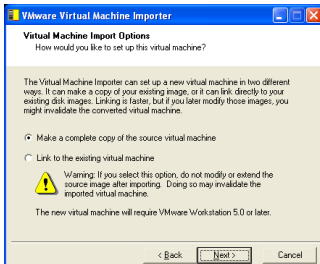 VMware Virtual Machine Importer
Virtual Machine Import Options
How would you like to set up this virtual machine?
The Virtual Machine Importer can set up a new virtual machine in two different
ways. It can make a copy of your existing image, or it can link directly to your
existing disk images. Linking is faster, but if you later modify those images, you
might invalidate the converted virtual machine.
Make a complete copy of the source virtual machine
Link to the existing virtual machine
Warning: If you select this option, do not modify or extend the
source image after importing. Doing so may invalidate the
imported virtual machine.
The new virtual machine will require VMware Workstation 5.0 or later.
< Back Next > Cancel